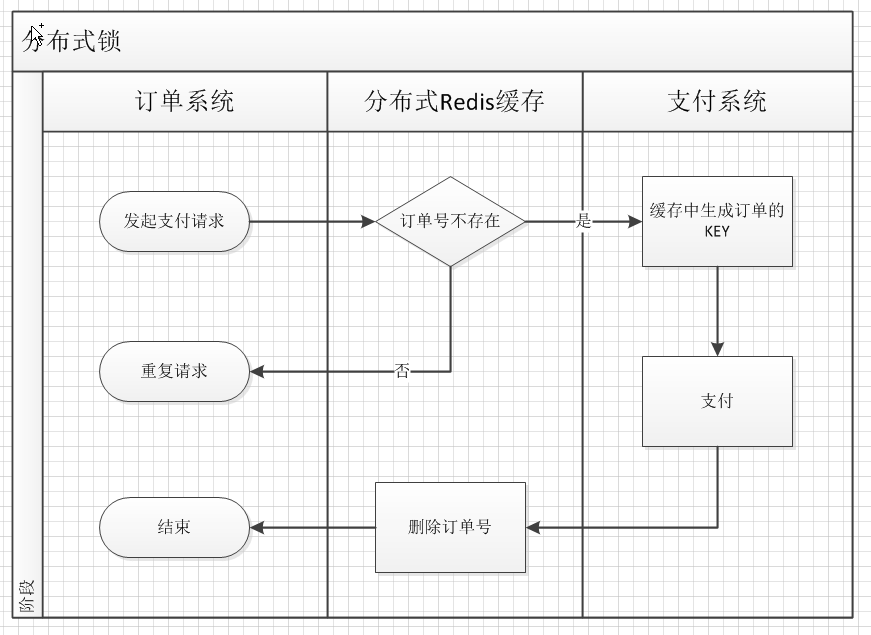 分布式锁
订单系统
分布式Redis缓存
支付系统
发起支付请求
订单号不存在
是
缓存中生成订单的
KEY
重复请求
否
支付
结束
删除订单号
阶段